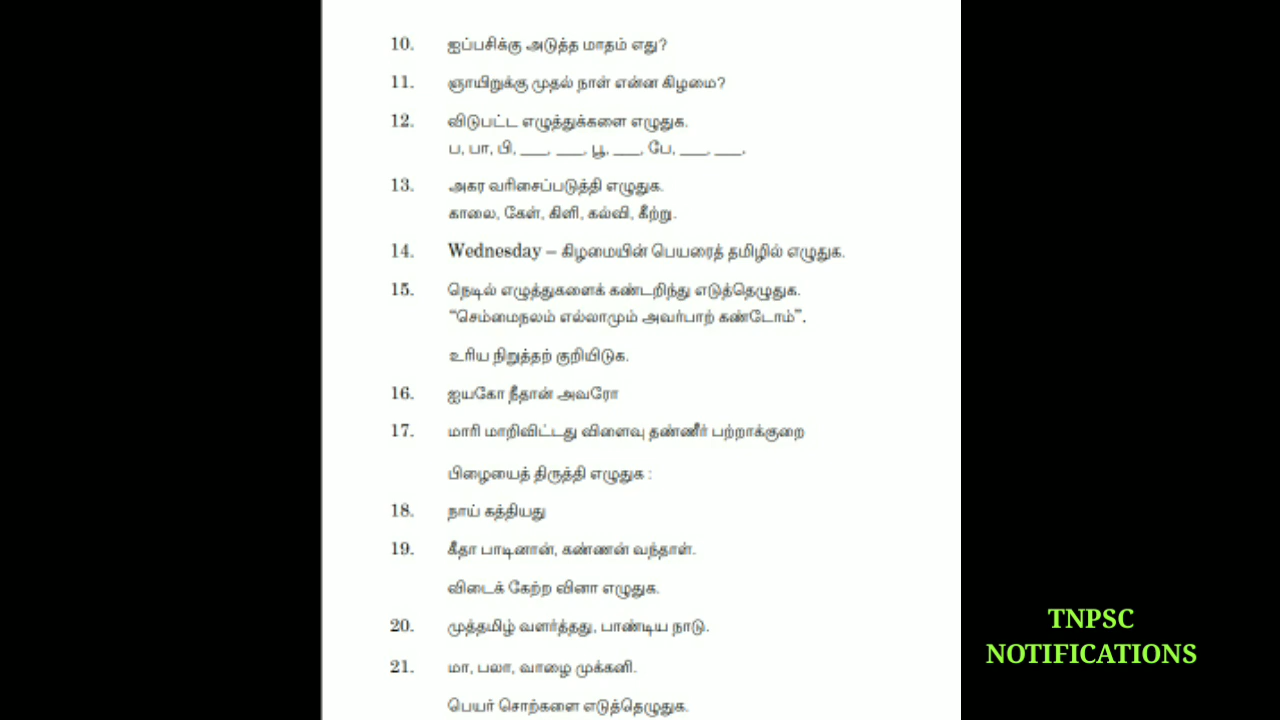 10. ஐப்பசிக்கு அடுத்த மாதம் எது?
11. ஞாயிறுக்கு முதல் நாள் என்ன கிழமை?
12. விடுபட்ட எழுத்துக்களை எழுதுக.
ப, பா, பி, ___, ___, பூ, ___, பே, ___, ___,
13. அகர வரிசைப்படுத்தி எழுதுக.
காலை, கேள், கிளி, கல்வி, கீற்று.
14. Wednesday – கிழமையின் பெயரைத் தமிழில் எழுதுக.
15. நெடில் எழுத்துகளைக் கண்டறிந்து எடுத்தெழுதுக.
“செம்மைநலம் எல்லாமும் அவர்பாற் கண்டோம்”.
உரிய நிறுத்தற் குறியிடுக.
16. ஐயகோ நீதான் அவரோ
17. மாரி மாறிவிட்டது விளைவு தண்ணீர் பற்றாக்குறை
பிழையைத் திருத்தி எழுதுக :
18. நாய் கத்தியது
19. கீதா பாடினான், கண்ணன் வந்தாள்.
விடைக் கேற்ற வினா எழுதுக.
20. முத்தமிழ் வளர்த்தது, பாண்டிய நாடு.
21. மா, பலா, வாழை முக்கனி.
பெயர் சொற்களை எடுத்தெழுதுக.
TNPSC
NOTIFICATIONS